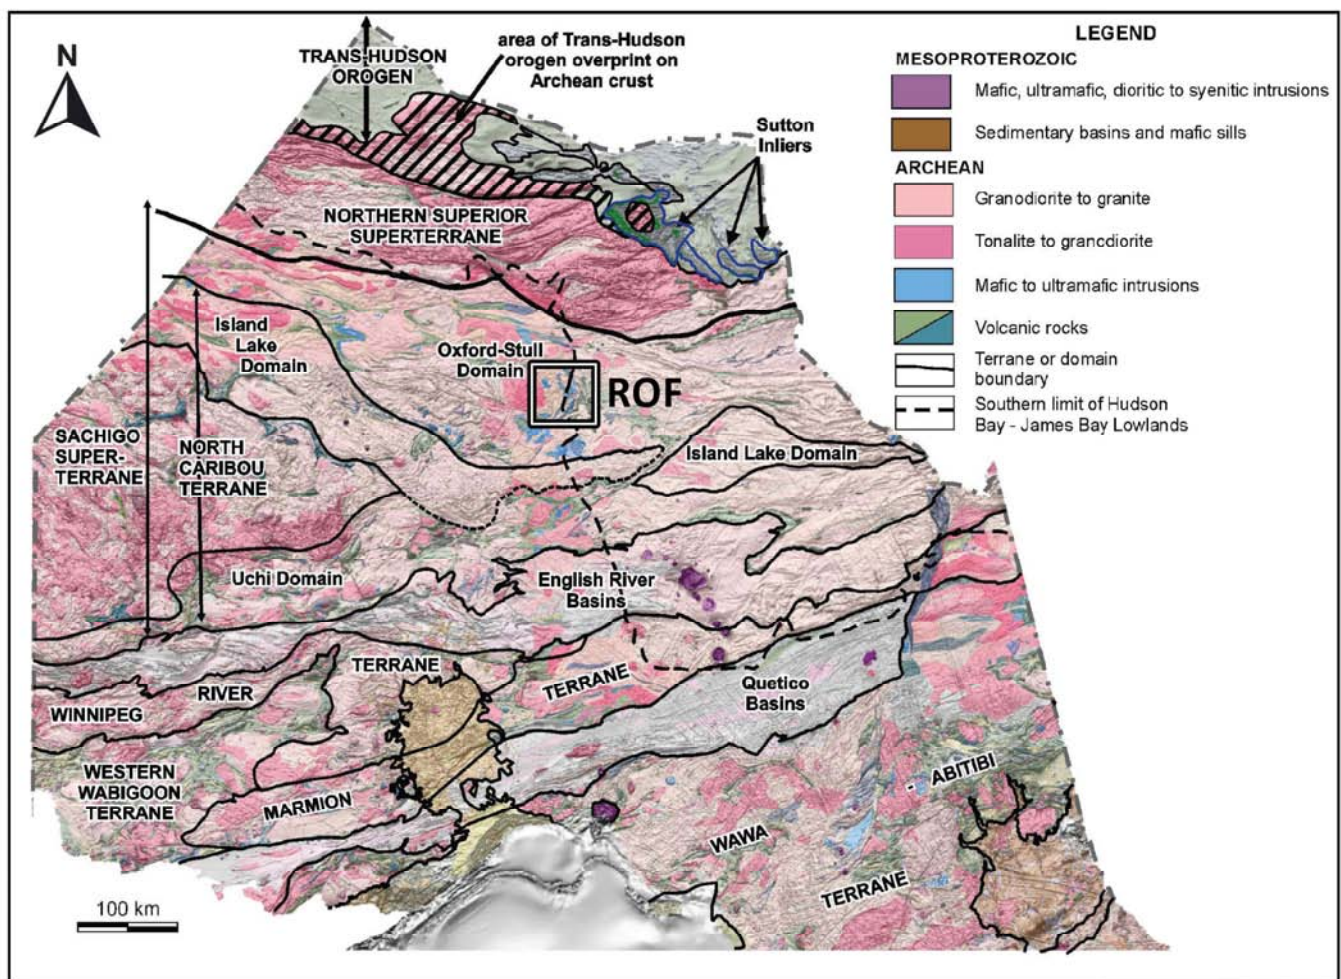 N
TRANS-HUDSON
OROGEN
area of Trans-Hudson
orogen overprint on
Archean crust
Sutton
Inliers
NORTHERN SUPERIOR
SUPERTERRANE
Island
Lake
Domain
Oxford-Stull
Domain
ROF
SACHIGO
SUPER-
TERRANE
NORTH
CARIBOU
TERRANE
Island Lake Domain
Uchi Domain
English River
Basins
WINNIPEG
RIVER
TERRANE
TERRANE
Quetico
Basins
WESTERN
WABIGOON
TERRANE
MARMION
WAWA
- ABITIBI
TERRANE
100 km
LEGEND
MESOPROTEROZOIC
Mafic, ultramafic, dioritic to syenitic intrusions
Sedimentary basins and mafic sills
ARCHEAN
Granodiorite to granite
Tonalite to grancdiorite
Mafic to ultramafic intrusions
Volcanic rocks
Terrane or domain
boundary
Southern limit of Hudson
Bay - James Bay Lowlands